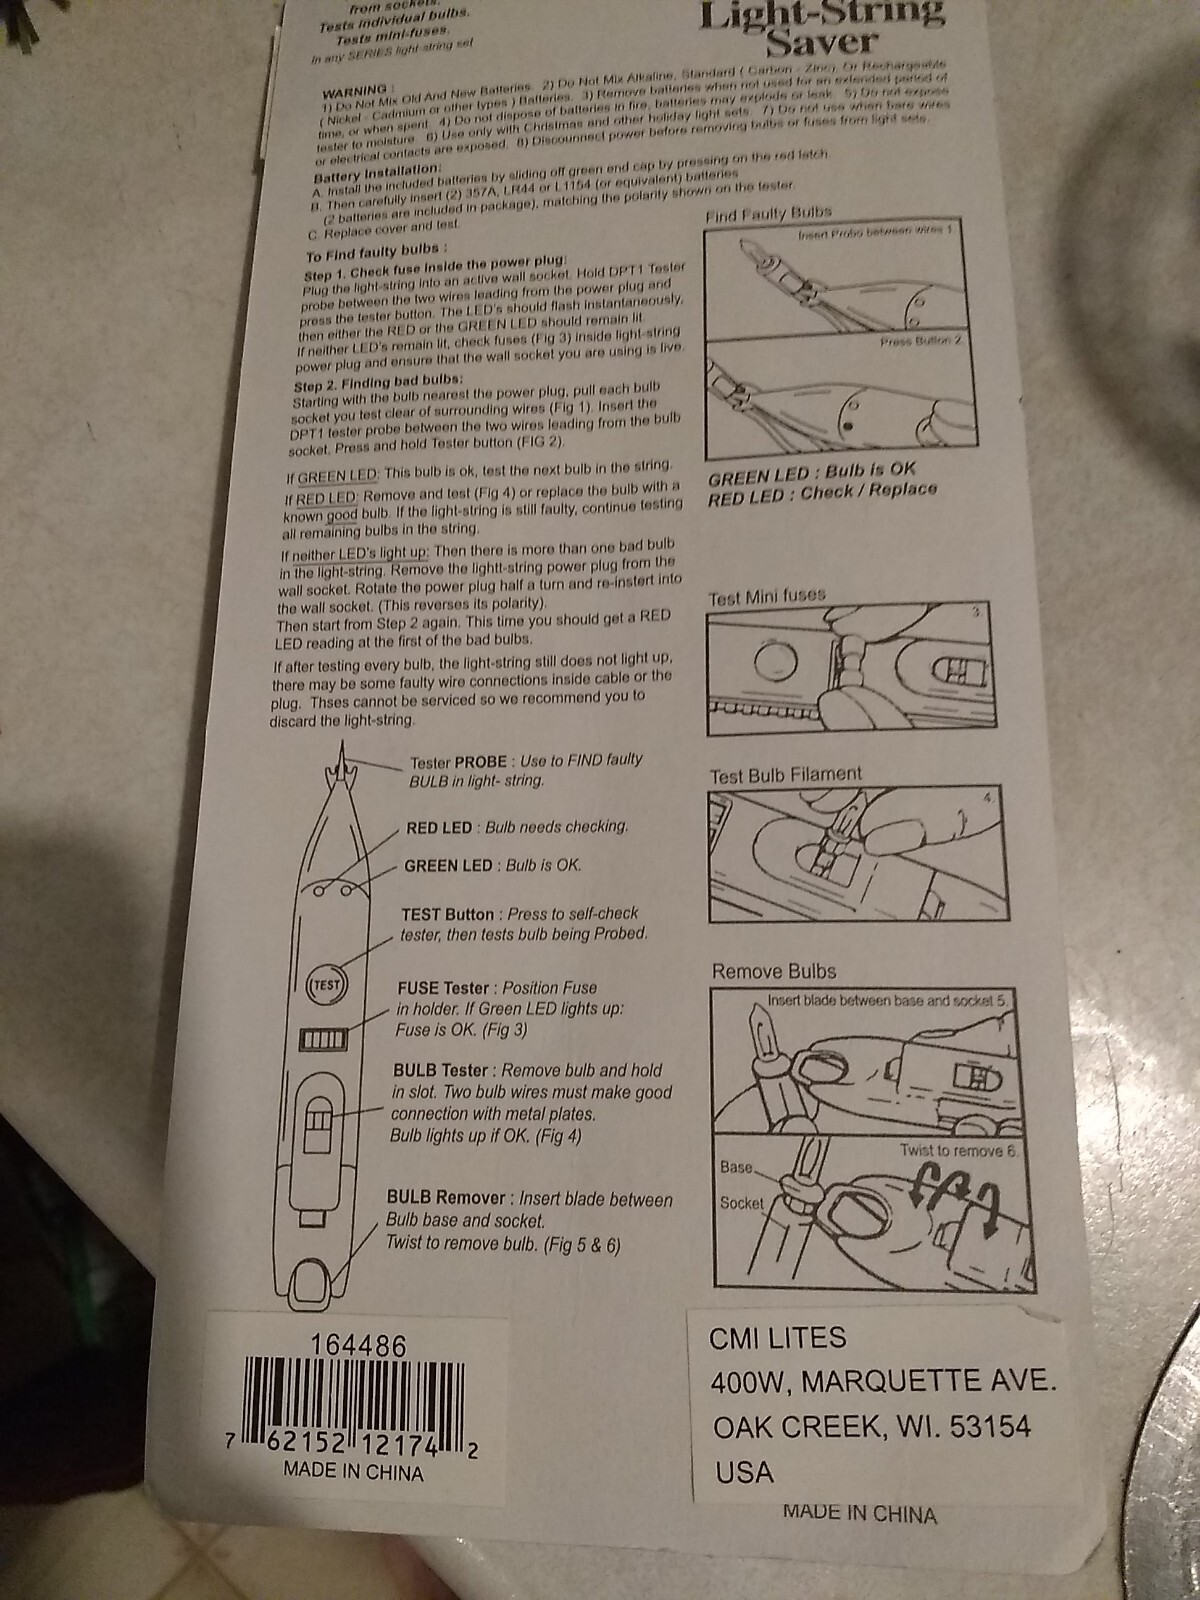 from sockets.
Tests individual bulbs.
Tests mini-fuses.
In any SERIES light-string set
Light-String
Saver
WARNING :
1) Do Not Mix Old And New Batteries. 2) Do Not Mix Alkaline, Standard ( Carbon - Zinc), Or Rechargeable
( Nickel - Cadmium or other types ) Batteries. 3) Remove batteries when not used for an extended period of
time, or when spent. 4) Do not dispose of batteries in fire, batteries may explode or leak. 5) Do not expose
tester to moisture. 6) Use only with Christmas and other holiday light sets. 7) Do not use when bare wires
or electrical contacts are exposed. 8) Discounnect power before removing bulbs or fuses from light sets.
Battery Installation:
A. Install the included batteries by sliding off green end cap by pressing on the red latch.
B. Then carefully insert (2) 357A, LR44 or L1154 (or equivalent) batteries
(2 batteries are included in package), matching the polarity shown on the tester.
C. Replace cover and test.
To Find faulty bulbs :
Step 1. Check fuse inside the power plug:
Plug the light-string into an active wall socket. Hold DPT1 Tester
probe between the two wires leading from the power plug and
press the tester button. The LED's should flash instantaneously,
then either the RED or the GREEN LED should remain lit.
If neither LED's remain lit, check fuses (Fig 3) inside light-string
power plug and ensure that the wall socket you are using is live.
Step 2. Finding bad bulbs:
Starting with the bulb nearest the power plug, pull each bulb
socket you test clear of surrounding wires (Fig 1). Insert the
DPT1 tester probe between the two wires leading from the bulb
socket. Press and hold Tester button (FIG 2).
If GREEN LED: This bulb is ok, test the next bulb in the string.
If RED LED: Remove and test (Fig 4) or replace the bulb with a
known good bulb. If the light-string is still faulty, continue testing
all remaining bulbs in the string.
If neither LED's light up: Then there is more than one bad bulb
in the light-string. Remove the lightt-string power plug from the
wall socket. Rotate the power plug half a turn and re-instert into
the wall socket. (This reverses its polarity).
Then start from Step 2 again. This time you should get a RED
LED reading at the first of the bad bulbs.
If after testing every bulb, the light-string still does not light up,
there may be some faulty wire connections inside cable or the
plug. Thses cannot be serviced so we recommend you to
discard the light-string.
Find Faulty Bulbs
Insert Probe between wires 1.
Press Button 2.
GREEN LED : Bulb is OK
RED LED : Check / Replace
Test Mini fuses
3.
Test Bulb Filament
4.
Remove Bulbs
Insert blade between base and socket 5.
Twist to remove 6.
Base
Socket
Tester PROBE : Use to FIND faulty
BULB in light- string.
RED LED : Bulb needs checking.
GREEN LED : Bulb is OK.
TEST Button : Press to self-check
tester, then tests bulb being Probed.
TEST
FUSE Tester : Position Fuse
in holder. If Green LED lights up:
Fuse is OK. (Fig 3)
BULB Tester : Remove bulb and hold
in slot. Two bulb wires must make good
connection with metal plates.
Bulb lights up if OK. (Fig 4)
BULB Remover : Insert blade between
Bulb base and socket.
Twist to remove bulb. (Fig 5 & 6)
164486
7 62152 12174 2
MADE IN CHINA
CMI LITES
400W, MARQUETTE AVE.
OAK CREEK, WI. 53154
USA
MADE IN CHINA